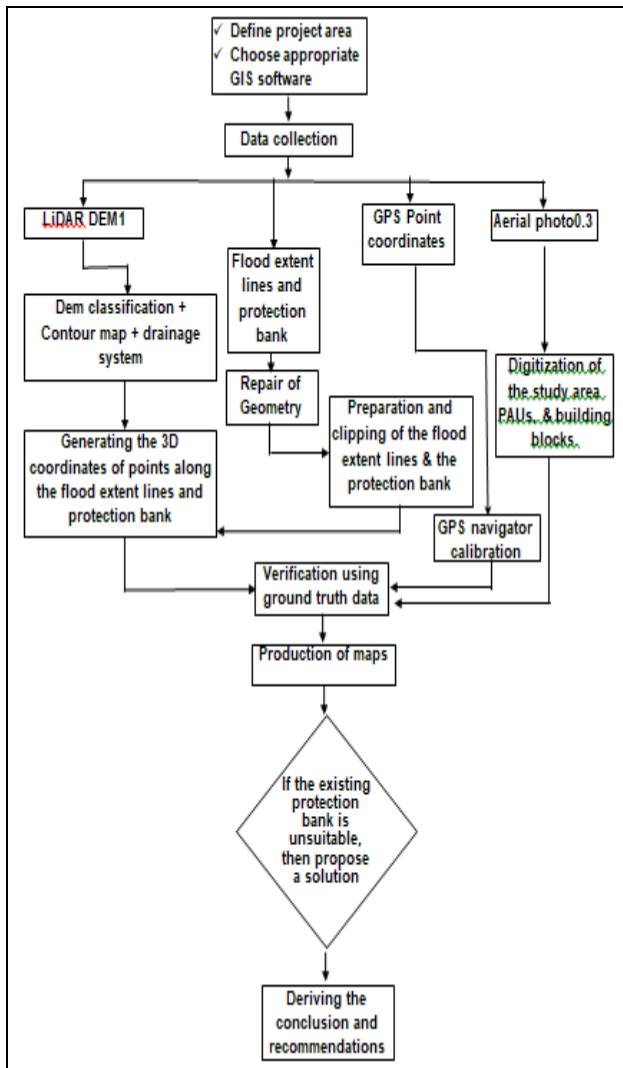 ✓ Define project area
✓ Choose appropriate
GIS software
Data collection
LiDAR DEM1
Flood extent
lines and
protection
bank
GPS Point
coordinates
Aerial photo0.3
Dem classification +
Contour map + drainage
system
Repair of
Geometry
Preparation and
clipping of the flood
extent lines & the
protection bank
Digitization of
the study area
PAUs, & building
blocks.
Generating the 3D
coordinates of points along
the flood extent lines and
protection bank
GPS navigator
calibration
Verification using
ground truth data
Production of maps
If the existing
protection
bank is
unsuitable,
then propose
a solution
Deriving the
conclusion and
recommendations